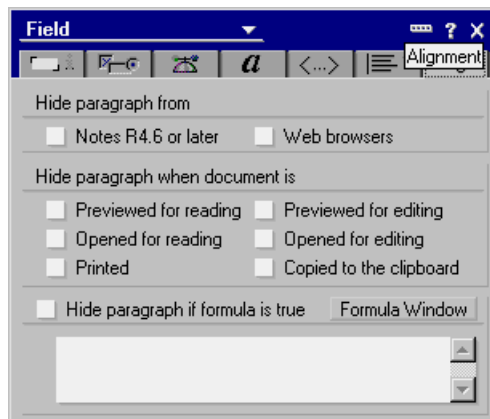 Field
? X
i a <...> Alignment
Hide paragraph from
Notes R4.6 or later Web browsers
Hide paragraph when document is
Previewed for reading Previewed for editing
Opened for reading Opened for editing
Printed Copied to the clipboard
Hide paragraph if formula is true Formula Window